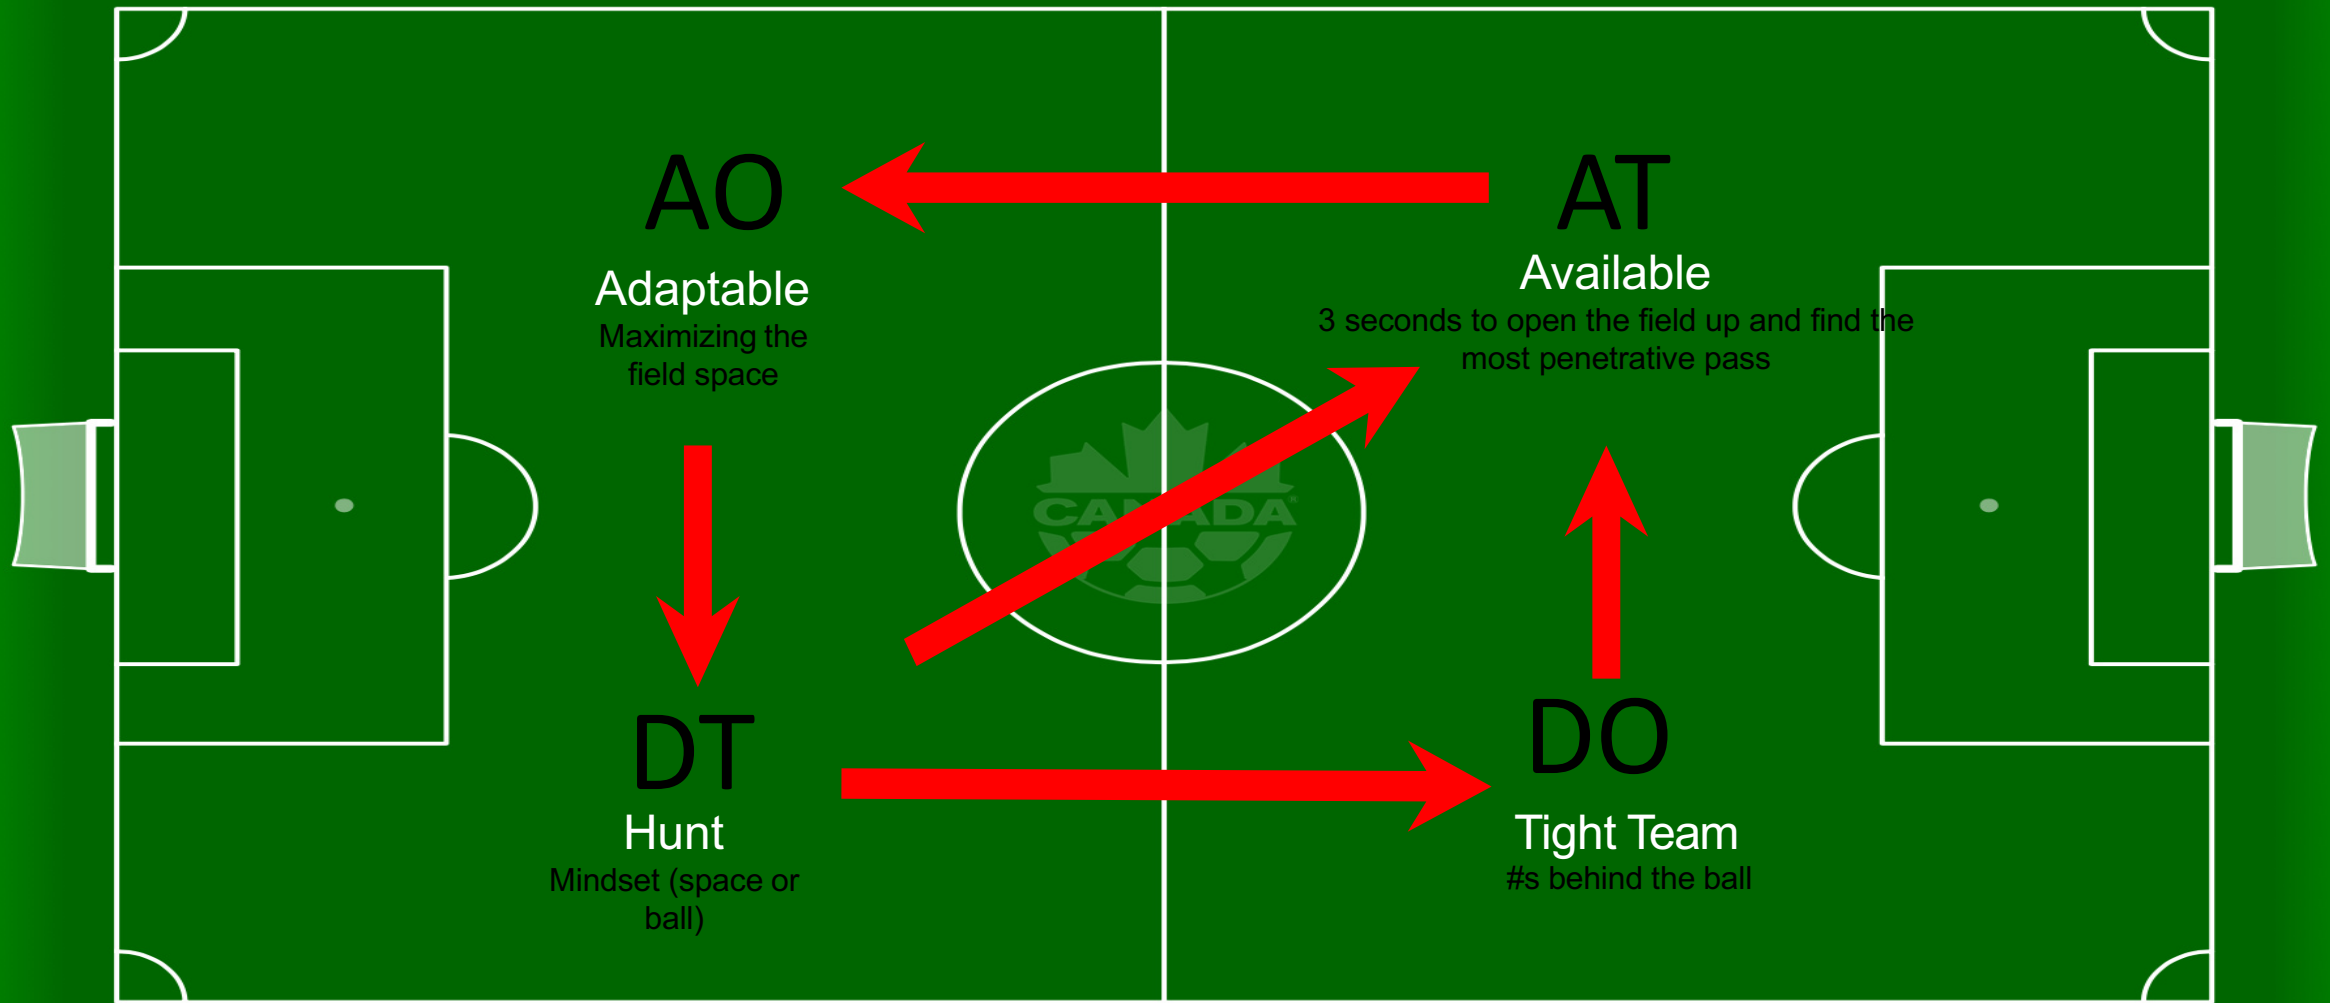 AO
Adaptable
Maximizing the
field space
AT
Available
3 seconds to open the field up and find the
most penetrative pass
CANADA
DT
Hunt
Mindset (space or
ball)
DO
Tight Team
#s behind the ball